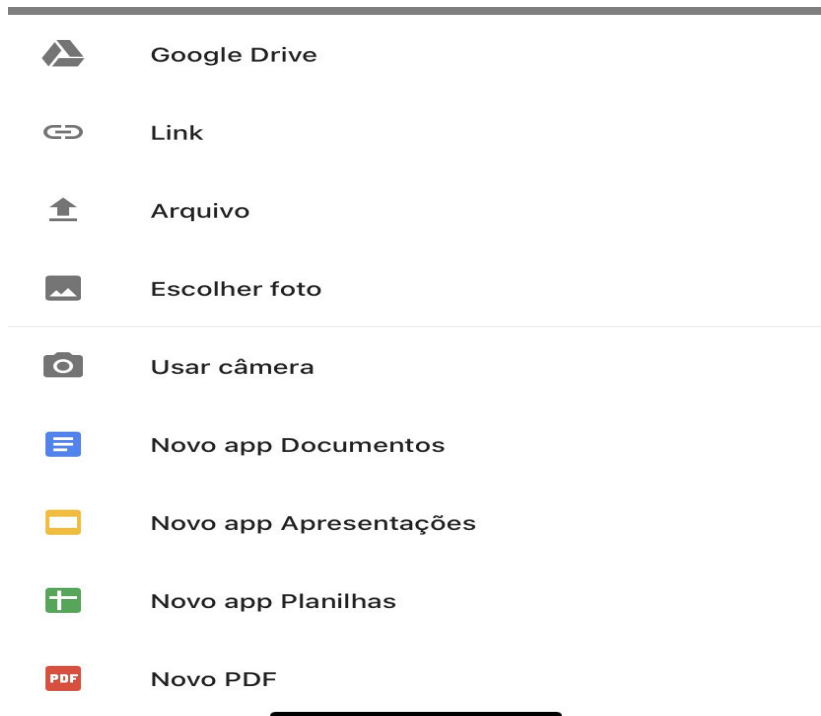 Google Drive
Link
Arquivo
Escolher foto
Usar câmera
Novo app Documentos
Novo app Apresentações
Novo app Planilhas
PDF Novo PDF